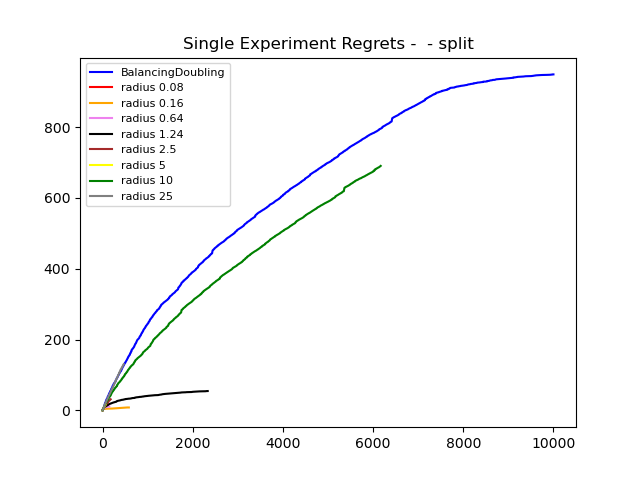 Single Experiment Regrets -  - split
BalancingDoubling
radius 0.08
radius 0.16
radius 0.64
radius 1.24
radius 2.5
radius 5
radius 10
radius 25
800
600
400
200
0
0 2000 4000 6000 8000 10000